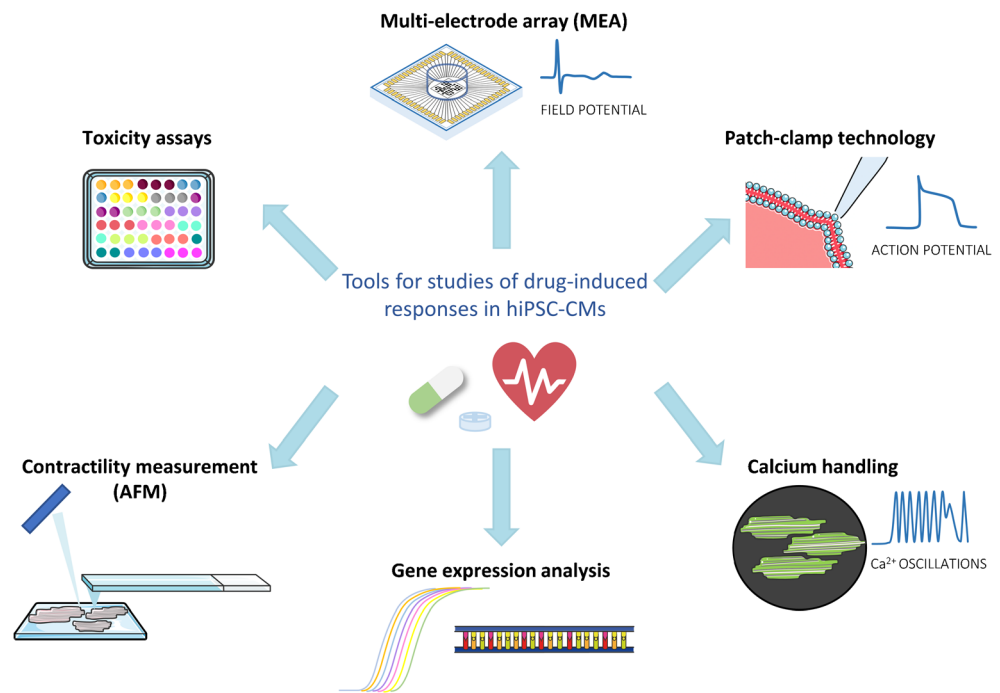 Multi-electrode array (MEA)
FIELD POTENTIAL
Toxicity assays
Patch-clamp technology
ACTION POTENTIAL
Tools for studies of drug-induced
responses in hiPSC-CMs
Contractility measurement
(AFM)
Calcium handling
Ca²⁺ OSCILLATIONS
Gene expression analysis